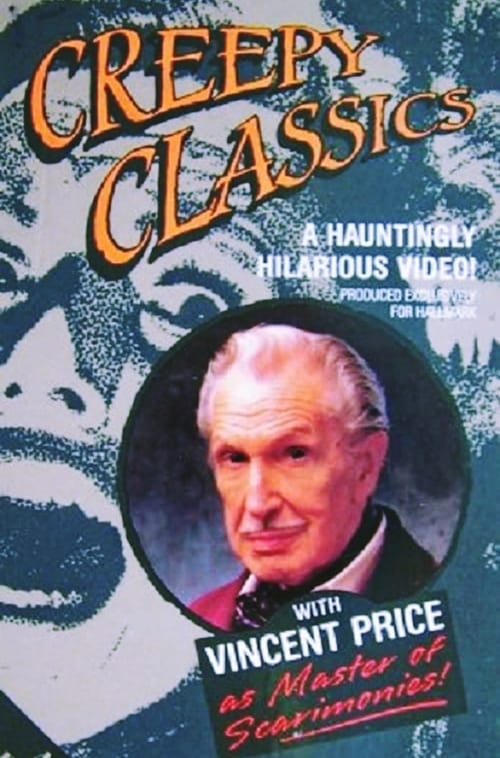 CREEPY
CLASSICS
A HAUNTINGLY
HILARIOUS VIDEO!
PRODUCED EXCLUSIVELY
FOR HALLMARK
WITH
VINCENT PRICE
as Master of
Scarimonies!